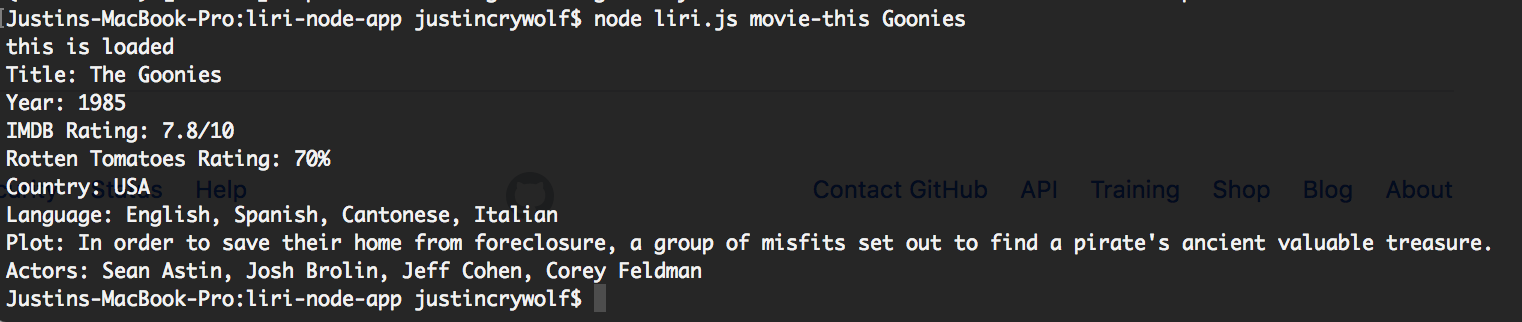 Justins-MacBook-Pro:liri-node-app justincrywolf$ node liri.js movie-this Goonies
this is loaded
Title: The Goonies
Year: 1985
IMDB Rating: 7.8/10
Rotten Tomatoes Rating: 70%
Country: USA
Status Help Contact GitHub API Training Shop Blog About
Language: English, Spanish, Cantonese, Italian
Plot: In order to save their home from foreclosure, a group of misfits set out to find a pirate's ancient valuable treasure.
Actors: Sean Astin, Josh Brolin, Jeff Cohen, Corey Feldman
Justins-MacBook-Pro:liri-node-app justincrywolf$